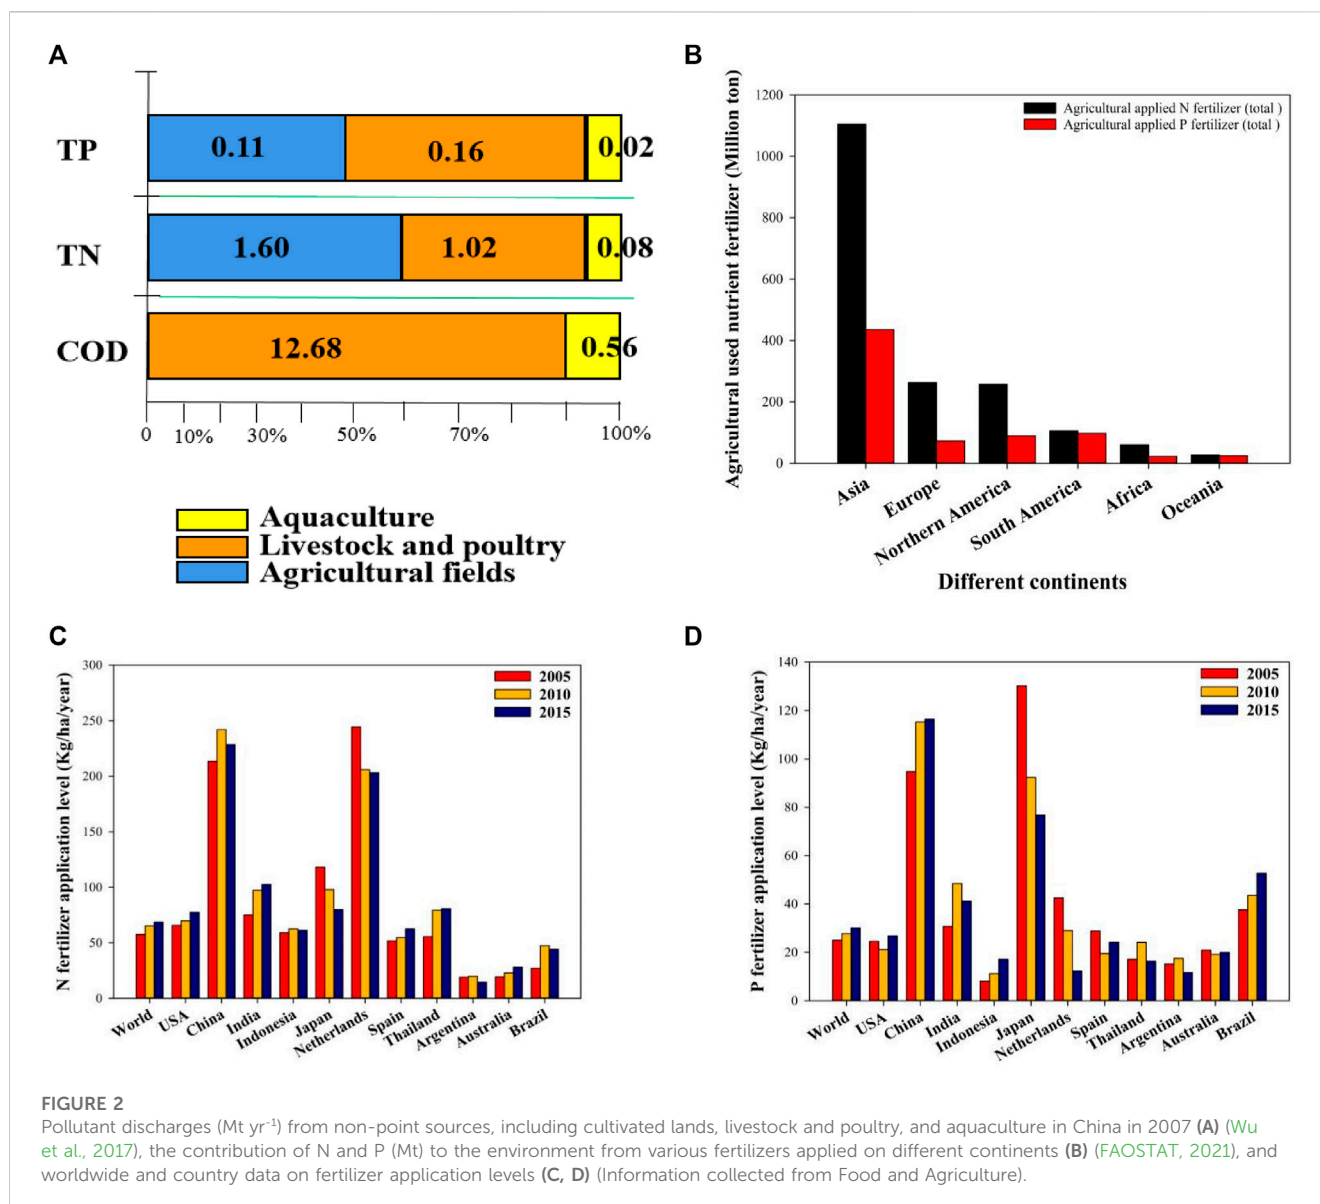 A
TP
0.11
0.16
0.02
TN
1.60
1.02
0.08
COD
12.68
0.56
0
10%
30%
50%
70%
100%
Aquaculture
Livestock and poultry
Agricultural fields
B
Agricultural used nutrient fertilizer (Million ton)
1200
1000
800
600
400
200
0
Agricultural applied N fertilizer (total )
Agricultural applied P fertilizer (total )
Asia
Europe
Northern America
South America
Africa
Oceania
Different continents
C
N fertilizer application level (Kg/ha/year)
300
250
200
150
100
50
0
2005
2010
2015
World
USA
China
India
Indonesia
Japan
Netherlands
Spain
Thailand
Argentina
Australia
Brazil
D
P fertilizer application level (Kg/ha/year)
140
120
100
80
60
40
20
0
2005
2010
2015
World
USA
China
India
Indonesia
Japan
Netherlands
Spain
Thailand
Argentina
Australia
Brazil
FIGURE 2
Pollutant discharges (Mt yr-1) from non-point sources, including cultivated lands, livestock and poultry, and aquaculture in China in 2007 (A) (Wu
et al., 2017), the contribution of N and P (Mt) to the environment from various fertilizers applied on different continents (B) (FAOSTAT, 2021), and
worldwide and country data on fertilizer application levels (C, D) (Information collected from Food and Agriculture).